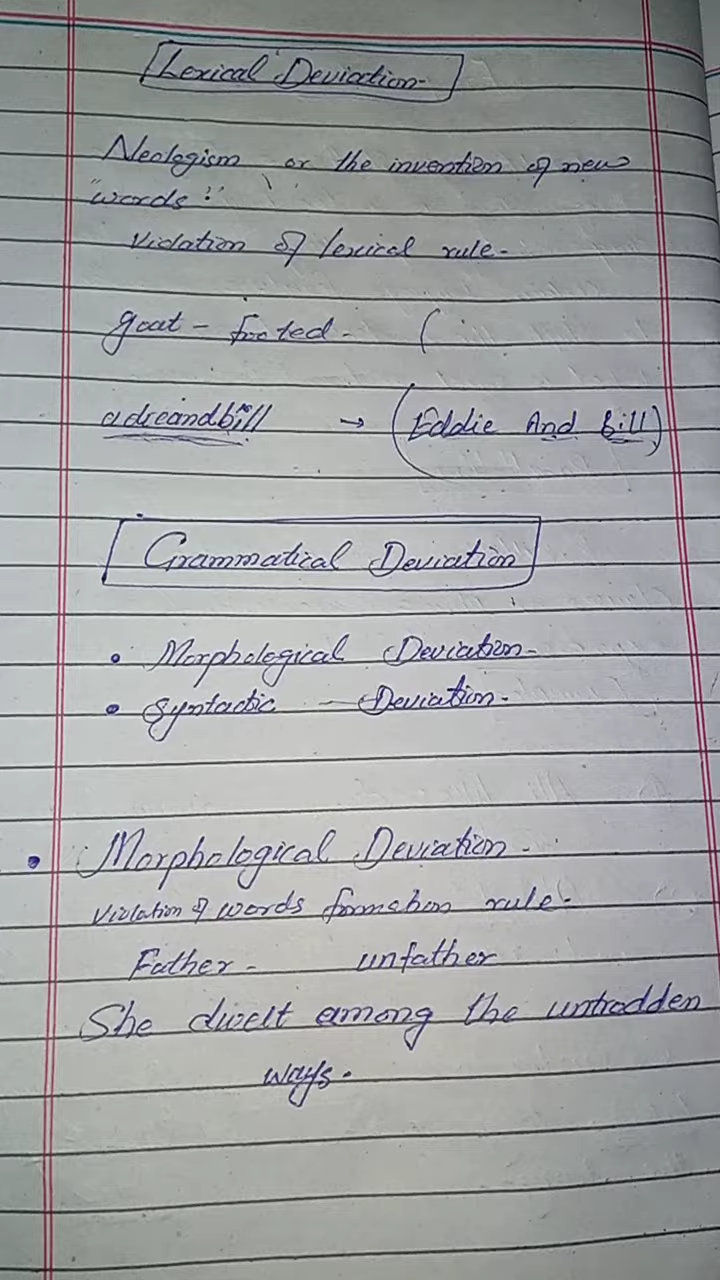 Lexical Deviation-
Neologism or the invention of new
"words".
Violation of lexical rule-
goat - footed - (
→ (Eddie And Bill)
Grammatical Deviation
• Morphological Deviation-
• Syntactic - Deviation-
• Morphological Deviation-
Violation of words formation rule-
Father- unfather
She dwelt among the untrodden
ways.